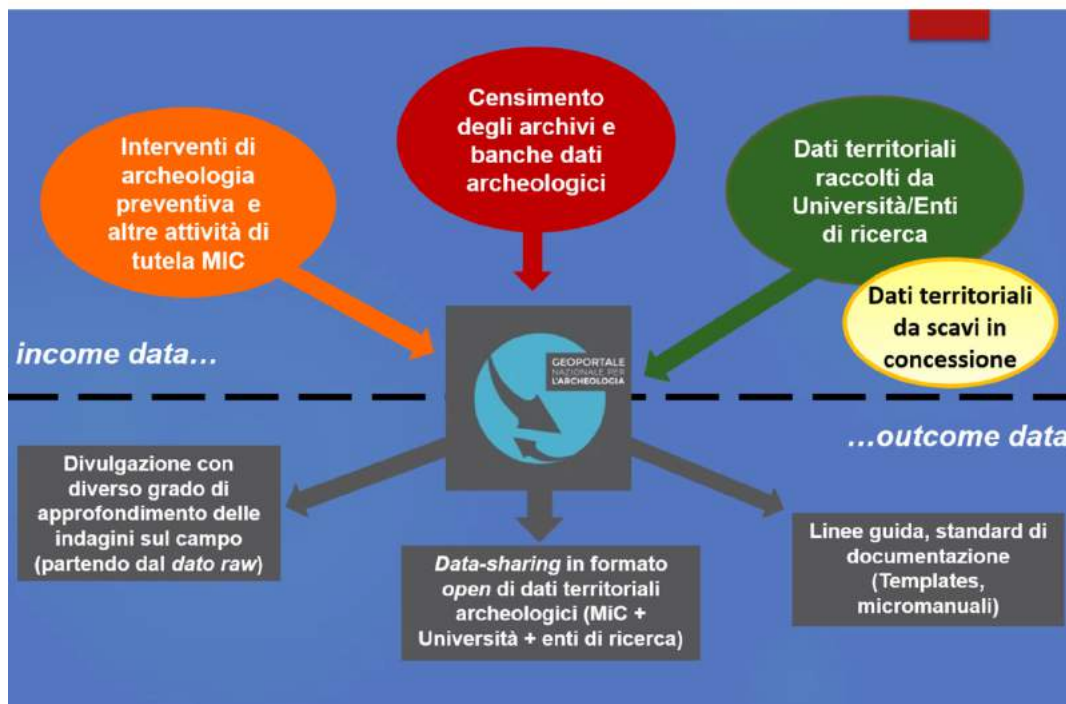 Censimento
degli archivi e
banche dati
archeologici
Interventi di
archeologia
preventiva e
altre attività di
tutela MIC
Dati territoriali
raccolti da
Università/Enti
di ricerca
Dati territoriali
da scavi in
concessione
income data...
GEOPORTALE
NAZIONALE PER
L'ARCHEOLOGIA
...outcome data
Divulgazione con
diverso grado di
approfondimento delle
indagini sul campo
(partendo dal dato raw)
Data-sharing in formato
open di dati territoriali
archeologici (MiC +
Università + enti di ricerca)
Linee guida, standard di
documentazione
(Templates,
micromanuali)